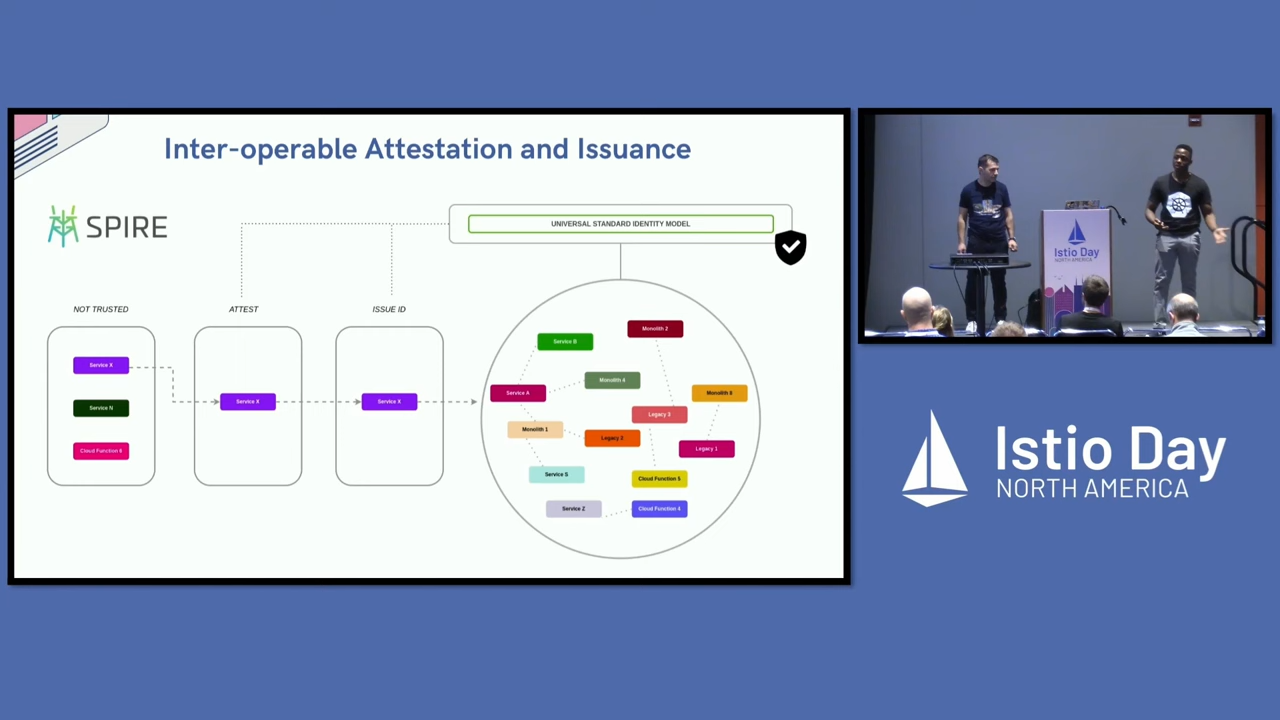 Inter-operable Attestation and Issuance
SPIRE
UNIVERSAL STANDARD IDENTITY MODEL
NOT TRUSTED
ATTEST
ISSUE ID
Service X
Service N
Cloud Function 6
Service X
Service X
Service B
Monolith 2
Monolith 4
Service A
Monolith 8
Legacy 3
Monolith 1
Legacy 2
Legacy 1
Service S
Cloud Function 5
Service Z
Cloud Function 4
Istio Day
NORTH AMERICA
Istio Day
NORTH AMERICA